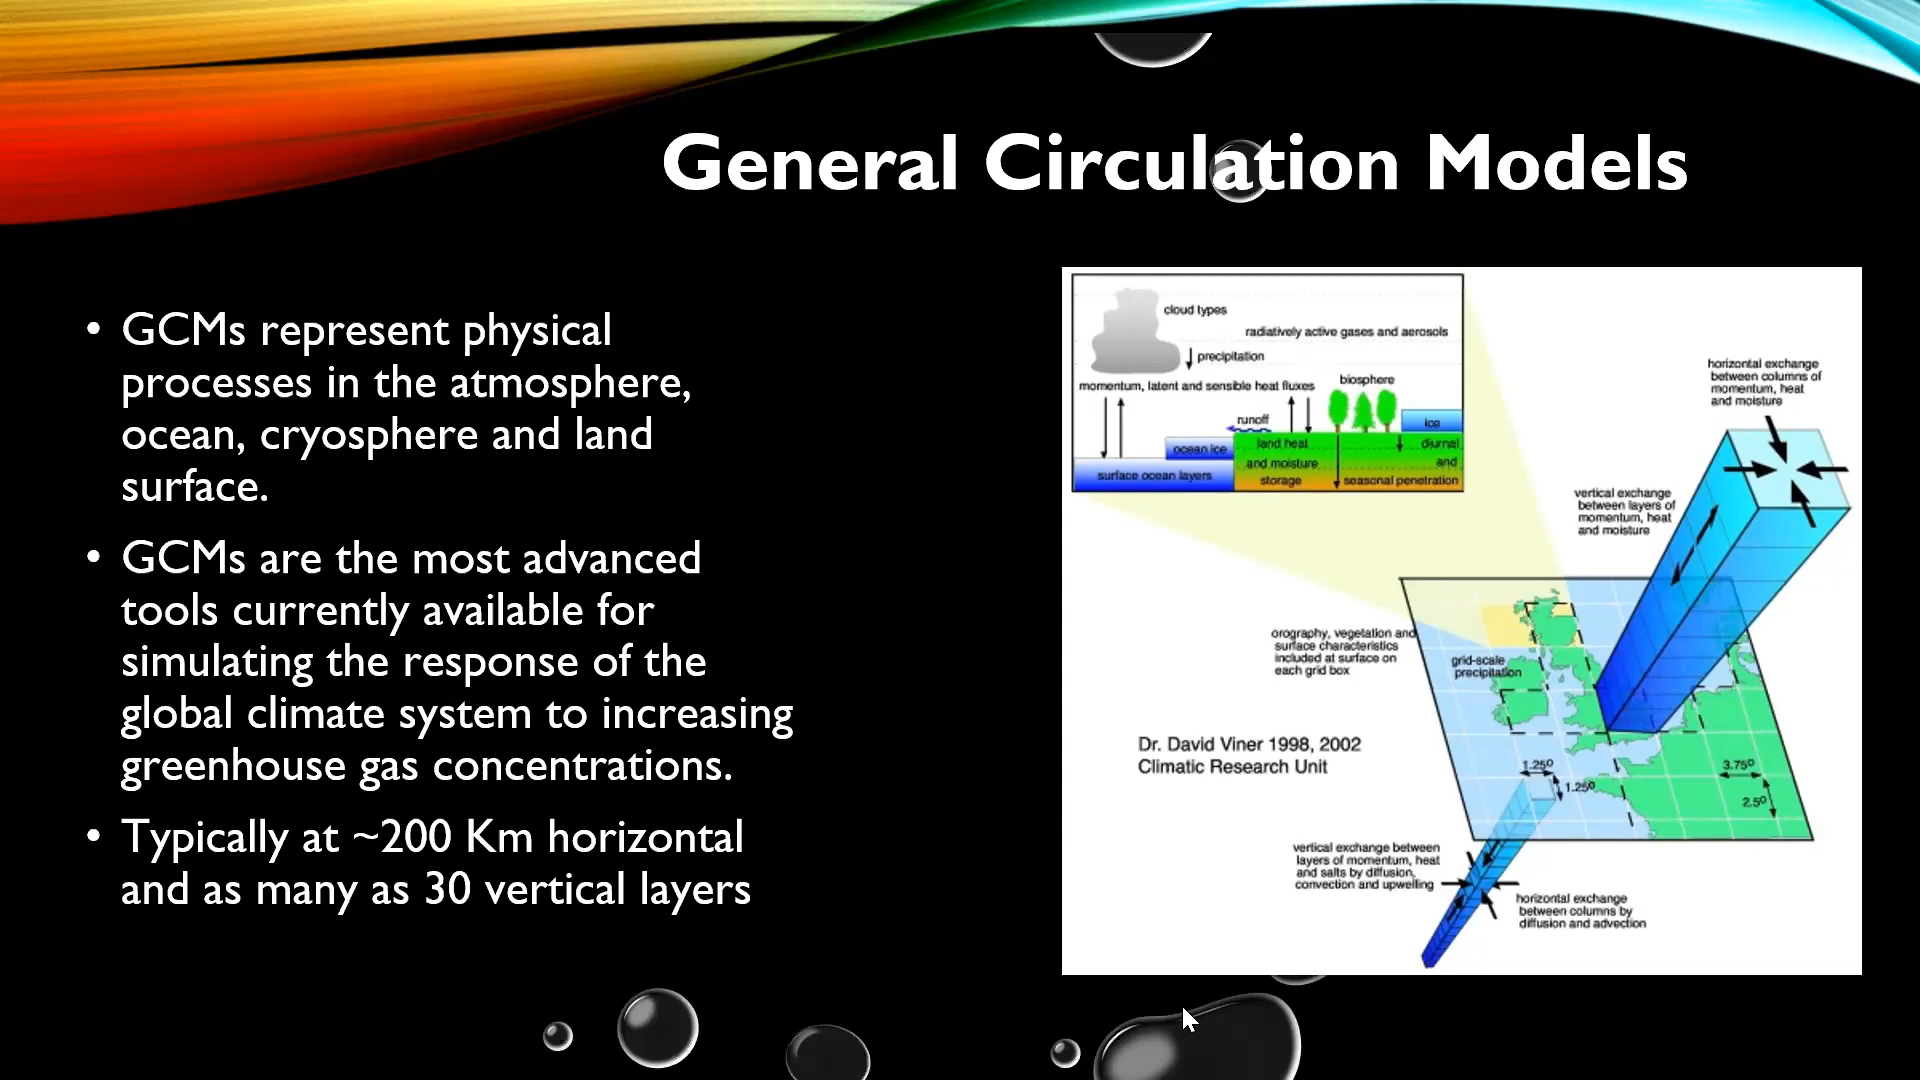 General Circulation Models
• GCMs represent physical
processes in the atmosphere,
ocean, cryosphere and land
surface.
• GCMs are the most advanced
tools currently available for
simulating the response of the
global climate system to increasing
greenhouse gas concentrations.
• Typically at ~200 Km horizontal
and as many as 30 vertical layers
cloud types
radiatively active gases and aerosols
precipitation
momentum, latent and sensible heat fluxes
biosphere
runoff
ice
ocean ice
land heat
and moisture
storage
diurnal
and
seasonal penetration
surface ocean layers
horizontal exchange
between columns of
momentum, heat
and moisture
vertical exchange
between layers of
momentum, heat
and moisture
orography, vegetation and
surface characteristics
included at surface on
each grid box
grid-scale
precipitation
Dr. David Viner 1998, 2002
Climatic Research Unit
1.25º
1.25º
3.75º
2.5º
vertical exchange between
layers of momentum, heat
and salts by diffusion,
convection and upwelling
horizontal exchange
between columns by
diffusion and advection